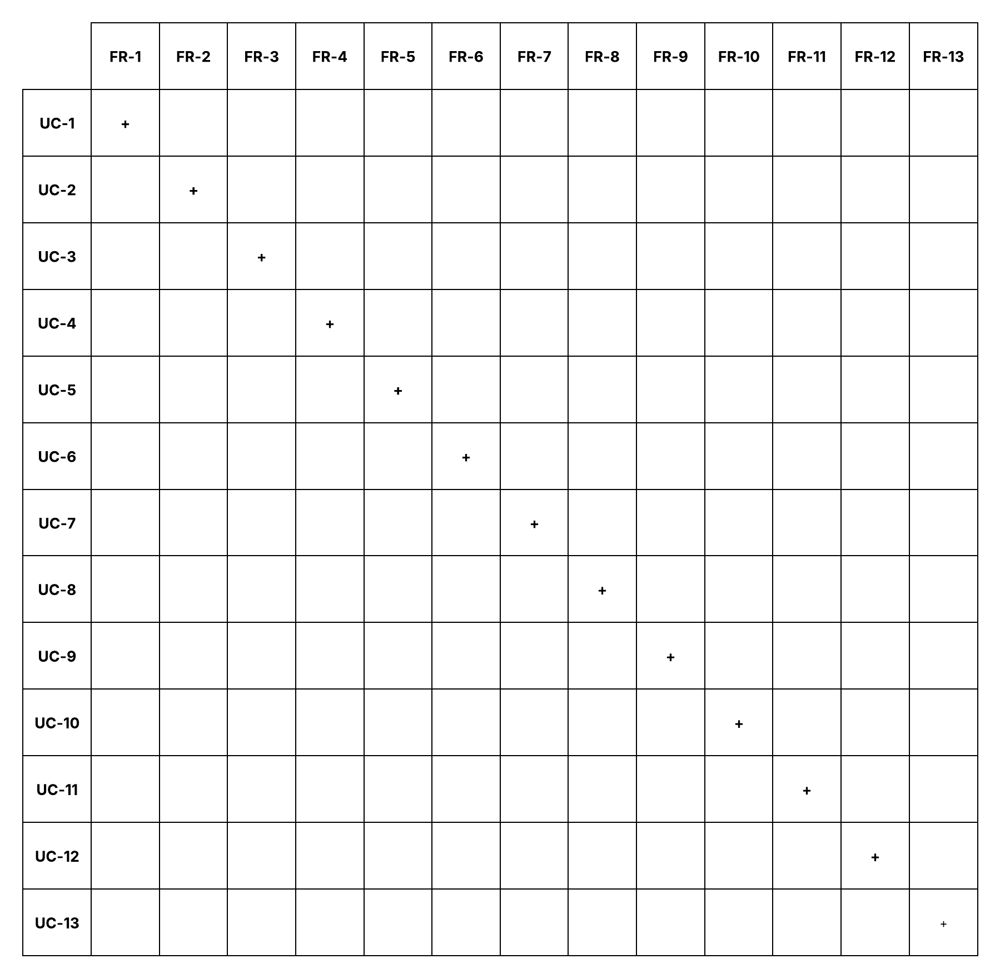 FR-1 FR-2 FR-3 FR-4 FR-5 FR-6 FR-7 FR-8 FR-9 FR-10 FR-11 FR-12 FR-13
UC-1 +
UC-2 +
UC-3 +
UC-4 +
UC-5 +
UC-6 +
UC-7 +
UC-8 +
UC-9 +
UC-10 +
UC-11 +
UC-12 +
UC-13 +